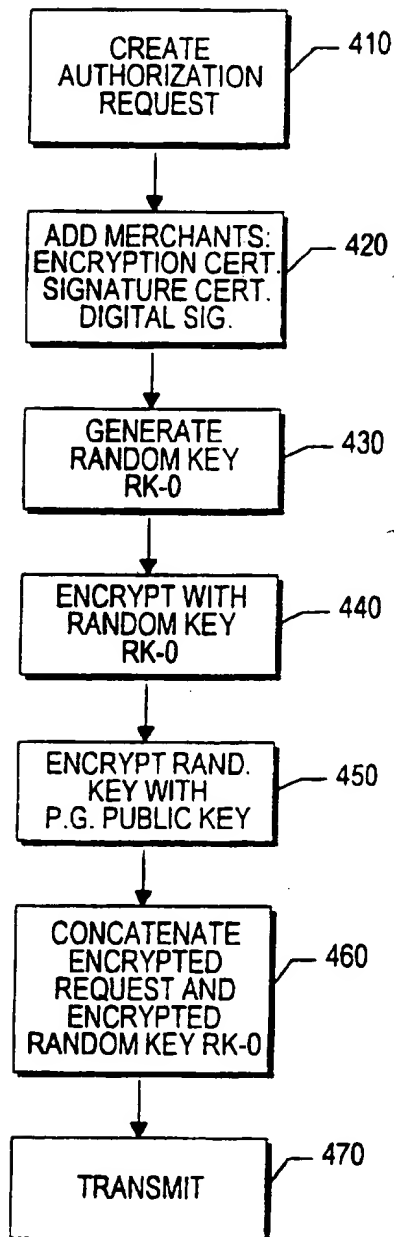 CREATE
AUTHORIZATION
REQUEST
410
ADD MERCHANTS:
ENCRYPTION CERT.
SIGNATURE CERT.
DIGITAL SIG.
420
GENERATE
RANDOM KEY
RK-0
430
ENCRYPT WITH
RANDOM KEY
RK-0
440
ENCRYPT RAND.
KEY WITH
P.G. PUBLIC KEY
450
CONCATENATE
ENCRYPTED
REQUEST AND
ENCRYPTED
RANDOM KEY RK-0
460
TRANSMIT
470